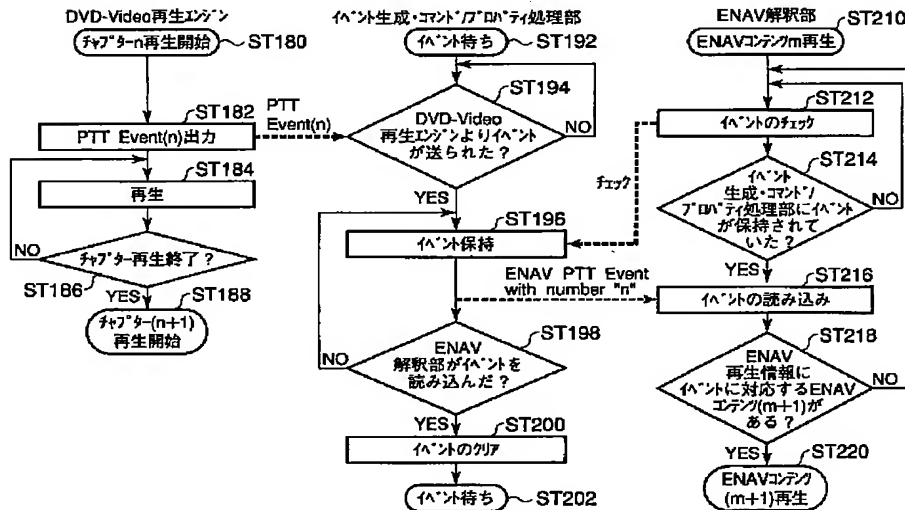 DVD-Video再生エンジン
チャプターn再生開始
ST180
ST182
PTT Event(n)出力
PTT
Event(n)
ST184
再生
NO
チャプター再生終了?
ST186
YES
ST188
チャプター(n+1)
再生開始
イベント生成・コマンド/プロパティ処理部
イベント待ち
ST192
ST194
DVD-Video
再生エンジンよりイベント
が送られた?
NO
YES
ST196
イベント保持
チェック
ENAV PTT Event
with number "n"
ST198
NO
ENAV
解釈部がイベントを
読み込んだ?
YES
ST200
イベントのクリア
イベント待ち
ST202
ENAV解釈部
ST210
ENAVコンテンツm再生
ST212
イベントのチェック
ST214
イベント
生成・コマンド/
プロパティ処理部にイベント
が保持されて
いた?
NO
YES
ST216
イベントの読み込み
ST218
ENAV
再生情報に
イベントに対応するENAV
コンテンツ(m+1)が
ある?
NO
YES
ST220
ENAVコンテンツ
(m+1)再生